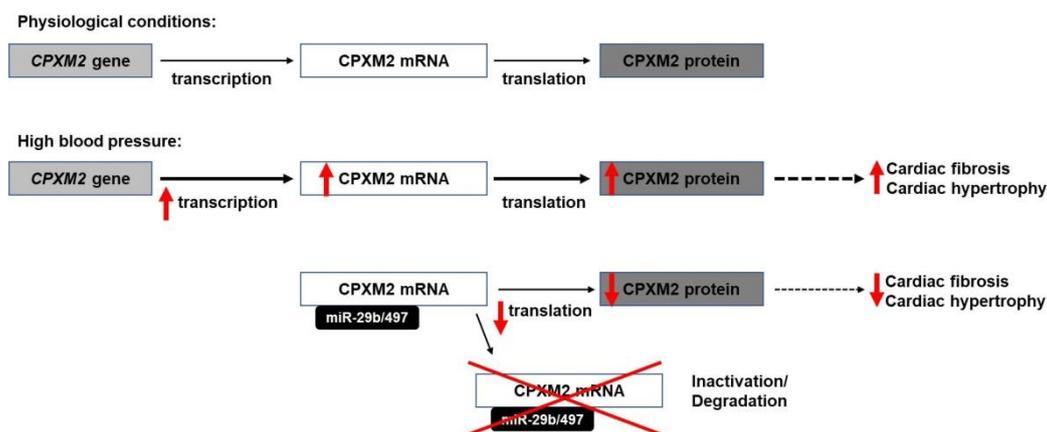 Physiological conditions:
CPXM2 gene
transcription
CPXM2 mRNA
translation
CPXM2 protein
High blood pressure:
CPXM2 gene
transcription
CPXM2 mRNA
translation
CPXM2 protein
Cardiac fibrosis
Cardiac hypertrophy
CPXM2 mRNA
miR-29b/497
translation
CPXM2 protein
Cardiac fibrosis
Cardiac hypertrophy
CPXM2 mRNA
miR-29b/497
Inactivation/
Degradation